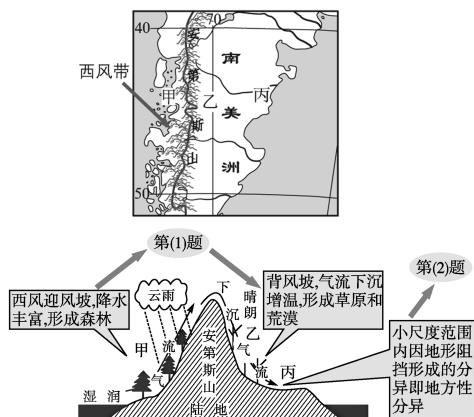 40
70
安第斯山
南美洲
西风带
甲
乙
丙
50
第(1)题
第(2)题
西风迎风坡,降水
丰富,形成森林
云雨
下沉气流
晴朗
背风坡,气流下沉
增温,形成草原和
荒漠
小尺度范围
内因地形阻
挡形成的分
异即地方性
分异
甲
湿润
气流
安第斯山
乙
丙
陆地